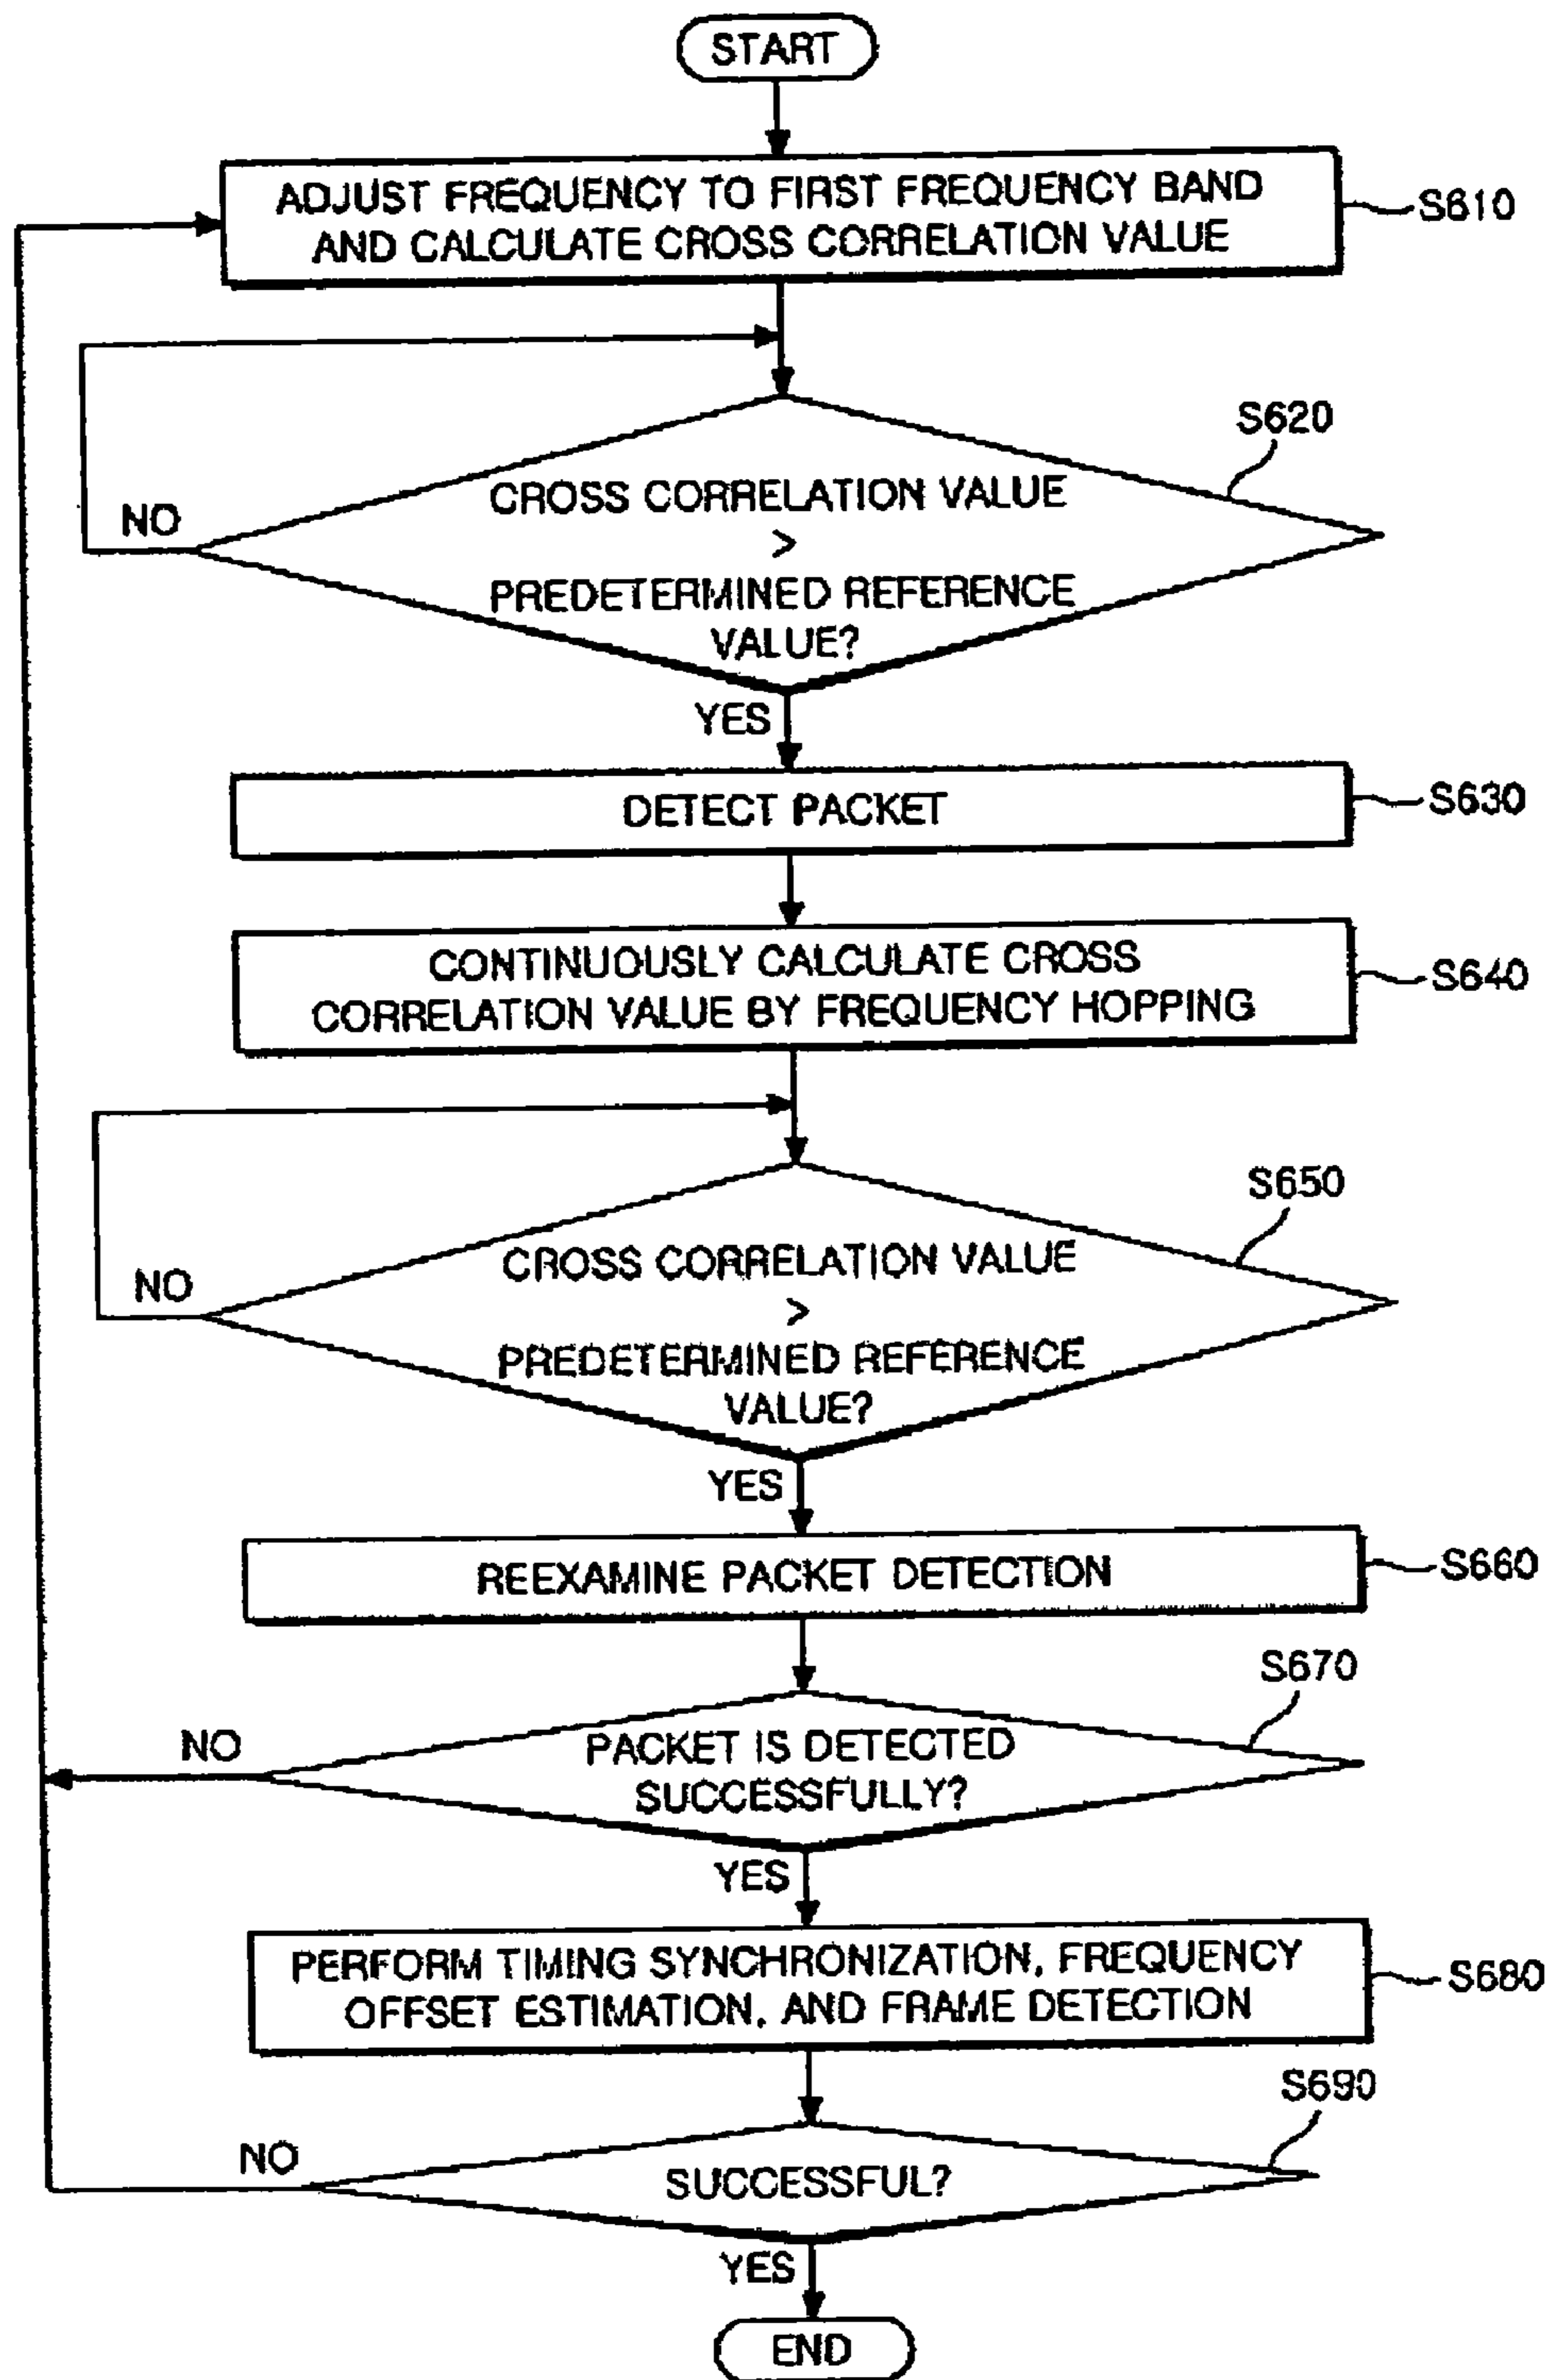 START
ADJUST FREQUENCY TO FIRST FREQUENCY BAND
AND CALCULATE CROSS CORRELATION VALUE
S610
S620
CROSS CORRELATION VALUE
>
PREDETERMINED REFERENCE
VALUE?
NO
YES
DETECT PACKET
S630
CONTINUOUSLY CALCULATE CROSS
CORRELATION VALUE BY FREQUENCY HOPPING
S640
S650
CROSS CORRELATION VALUE
>
PREDETERMINED REFERENCE
VALUE?
NO
YES
REEXAMINE PACKET DETECTION
S660
S670
PACKET IS DETECTED
SUCCESSFULLY?
NO
YES
PERFORM TIMING SYNCHRONIZATION, FREQUENCY
OFFSET ESTIMATION, AND FRAME DETECTION
S680
S690
SUCCESSFUL?
NO
YES
END